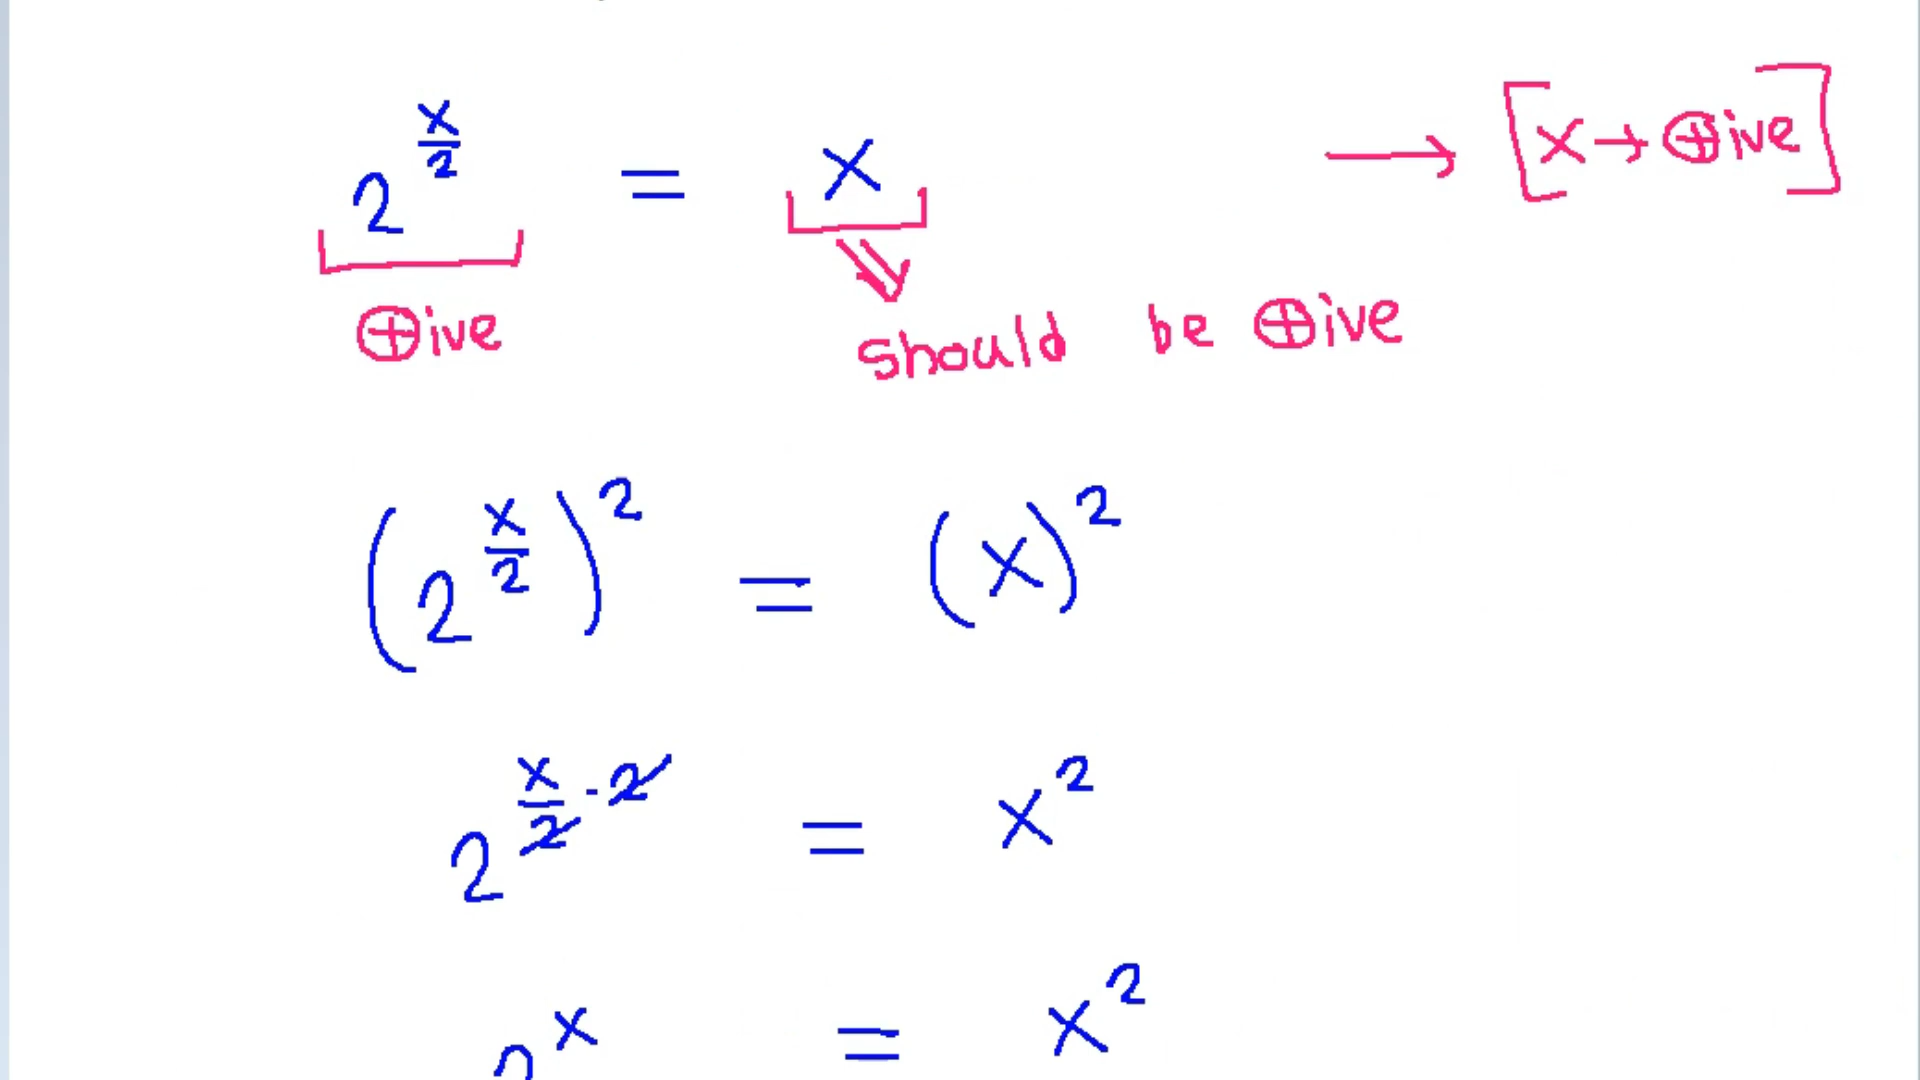 2^{x/2} = x → [x → ⊕ive]
⊕ive should be ⊕ive
(2^{x/2})^2 = (x)^2
2^{x/2 · 2} = x^2
2^x = x^2